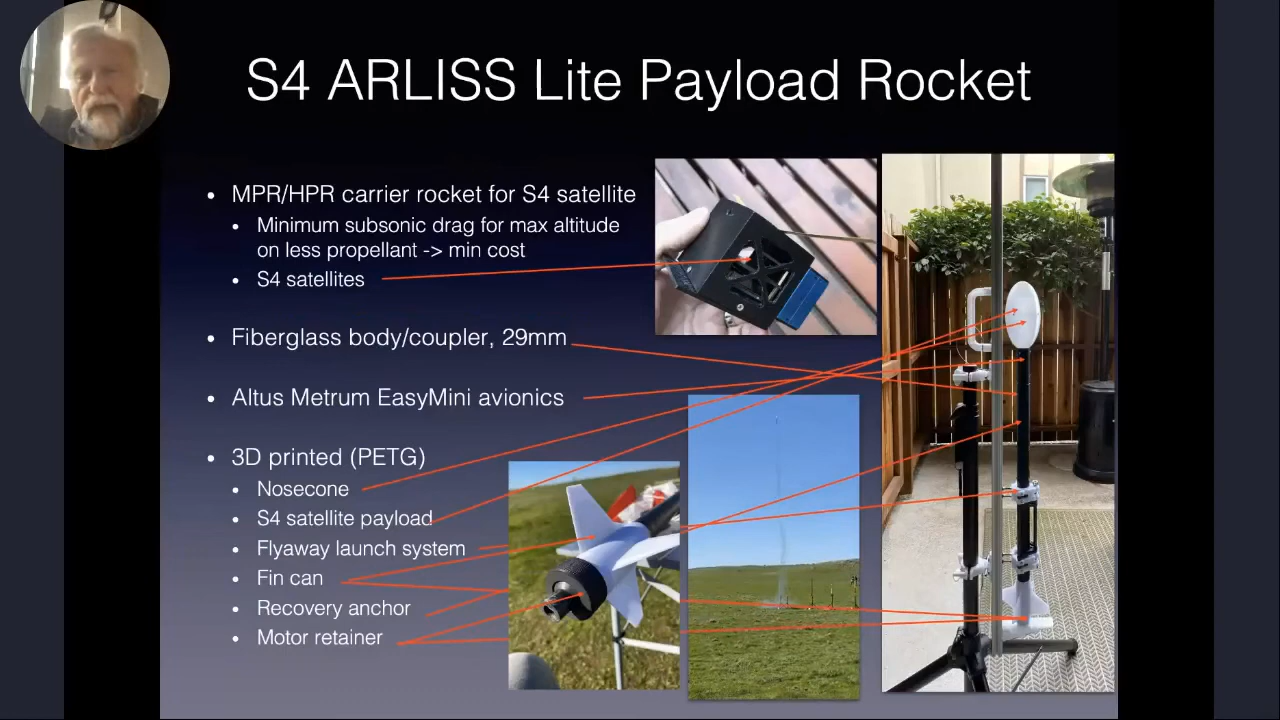 S4 ARLISS Lite Payload Rocket
• MPR/HPR carrier rocket for S4 satellite
• Minimum subsonic drag for max altitude
on less propellant -> min cost
• S4 satellites
• Fiberglass body/coupler, 29mm
• Altus Metrum EasyMini avionics
• 3D printed (PETG)
• Nosecone
• S4 satellite payload
• Flyaway launch system
• Fin can
• Recovery anchor
• Motor retainer